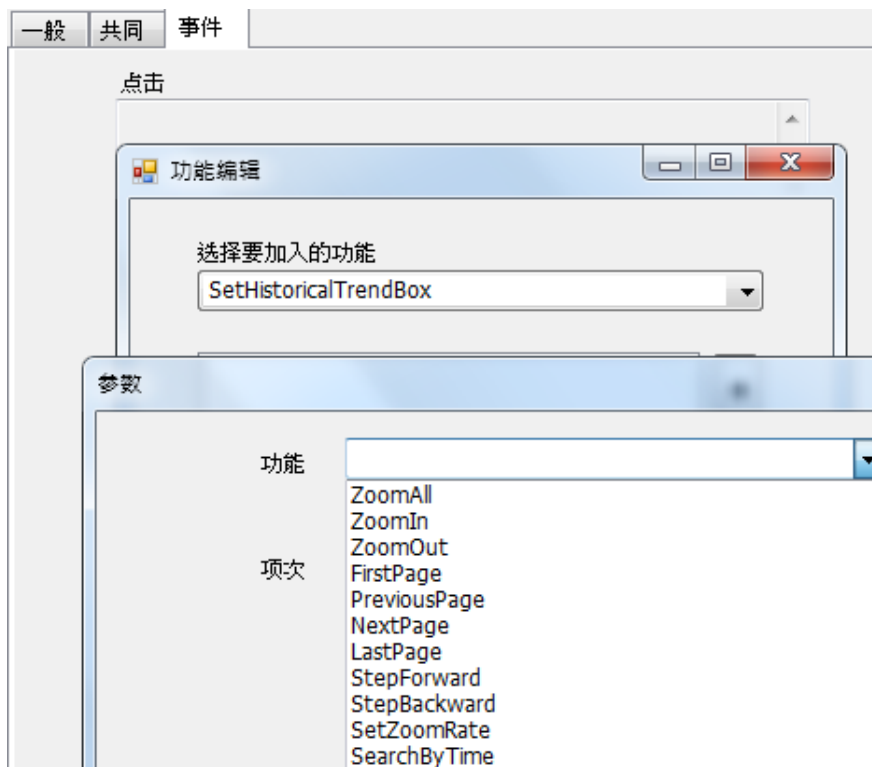 一般 共同 事件
点击
功能编辑
选择要加入的功能
SetHistoricalTrendBox
参數
功能
ZoomAll
ZoomIn
ZoomOut
项次
FirstPage
PreviousPage
NextPage
LastPage
StepForward
StepBackward
SetZoomRate
SearchByTime